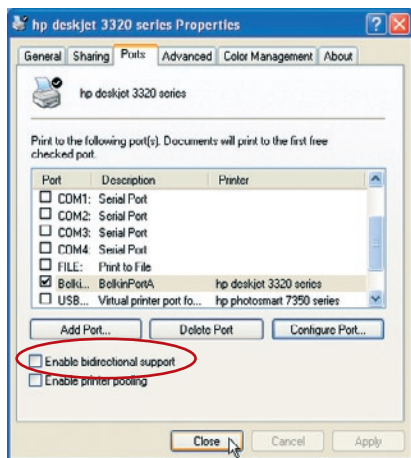 hp deskjet 3320 series Properties
General Sharing Ports Advanced Color Management About
hp deskjet 3320 series
Print to the following port(s). Documents will print to the first free
checked port.
Port Description Printer
COM1: Serial Port
COM2: Serial Port
COM3: Serial Port
COM4: Serial Port
FILE: Print to File
Belki... BelkinPortA hp deskjet 3320 series
USB... Virtual printer port fo... hp photosmart 7350 series
Add Port... Delete Port Configure Port...
Enable bidirectional support
Enable printer pooling
Close Cancel Apply